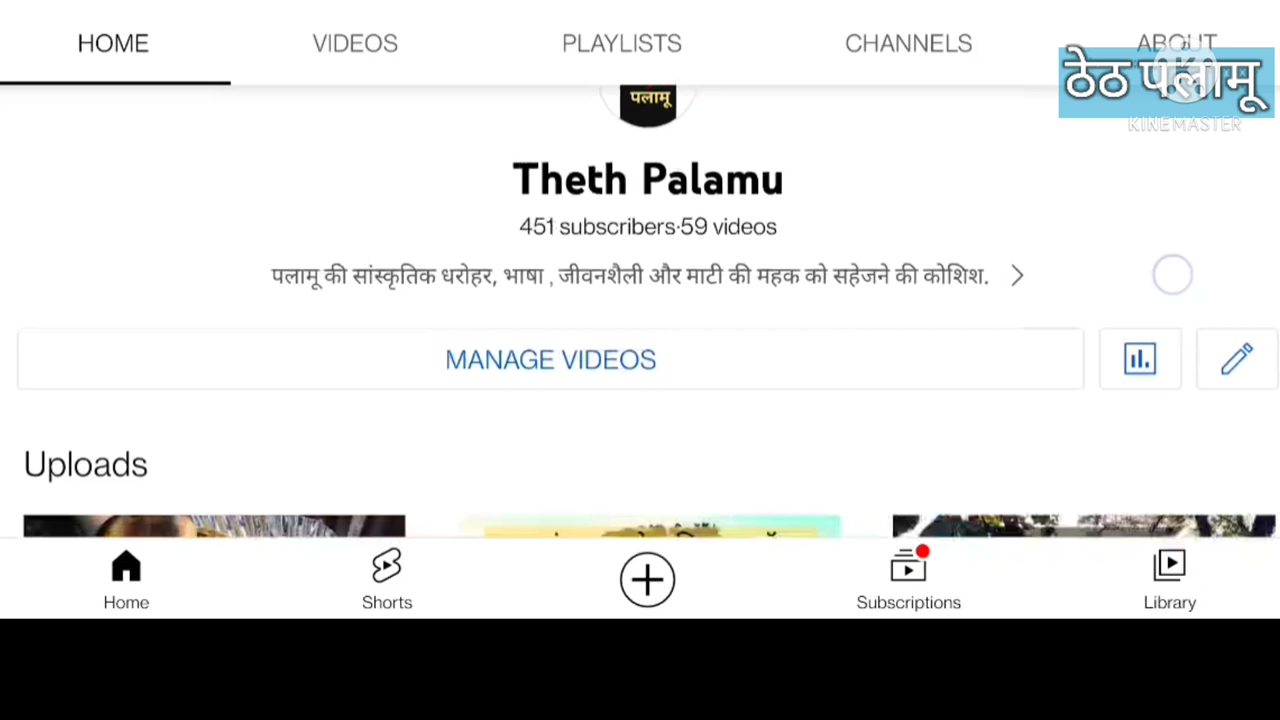 HOME VIDEOS PLAYLISTS CHANNELS ABOUT
ठेठ पलामू
KINEMASTER
पलामू
Theth Palamu
451 subscribers·59 videos
पलामू की सांस्कृतिक धरोहर, भाषा , जीवनशैली और माटी की महक को सहेजने की कोशिश.
MANAGE VIDEOS
Uploads
Home Shorts Subscriptions Library